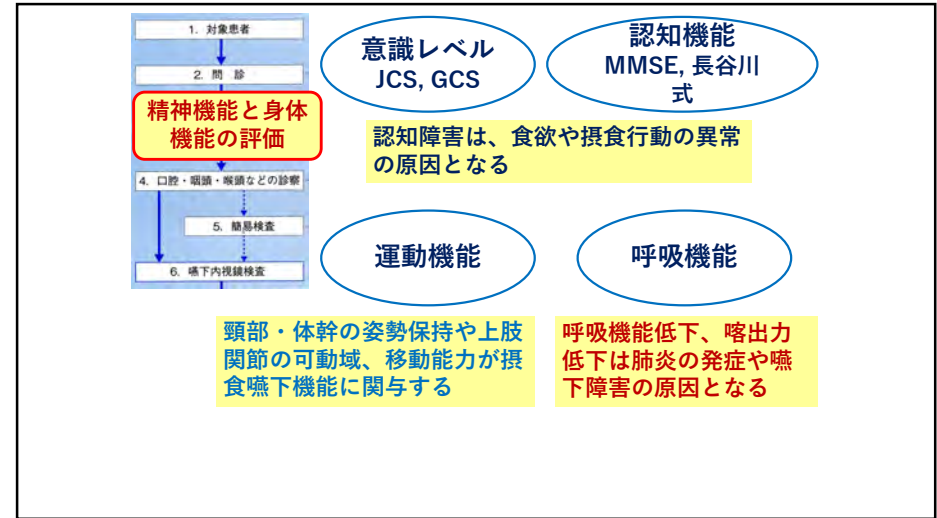 1. 対象患者
2. 問 診
精神機能と身体
機能の評価
4. 口腔・咽頭・喉頭などの診察
5. 簡易検査
6. 嚥下内視鏡検査
意識レベル
JCS, GCS
認知機能
MMSE, 長谷川
式
認知障害は、食欲や摂食行動の異常
の原因となる
運動機能
呼吸機能
頸部・体幹の姿勢保持や上肢
関節の可動域、移動能力が摂
食嚥下機能に関与する
呼吸機能低下、喀出力
低下は肺炎の発症や嚥
下障害の原因となる